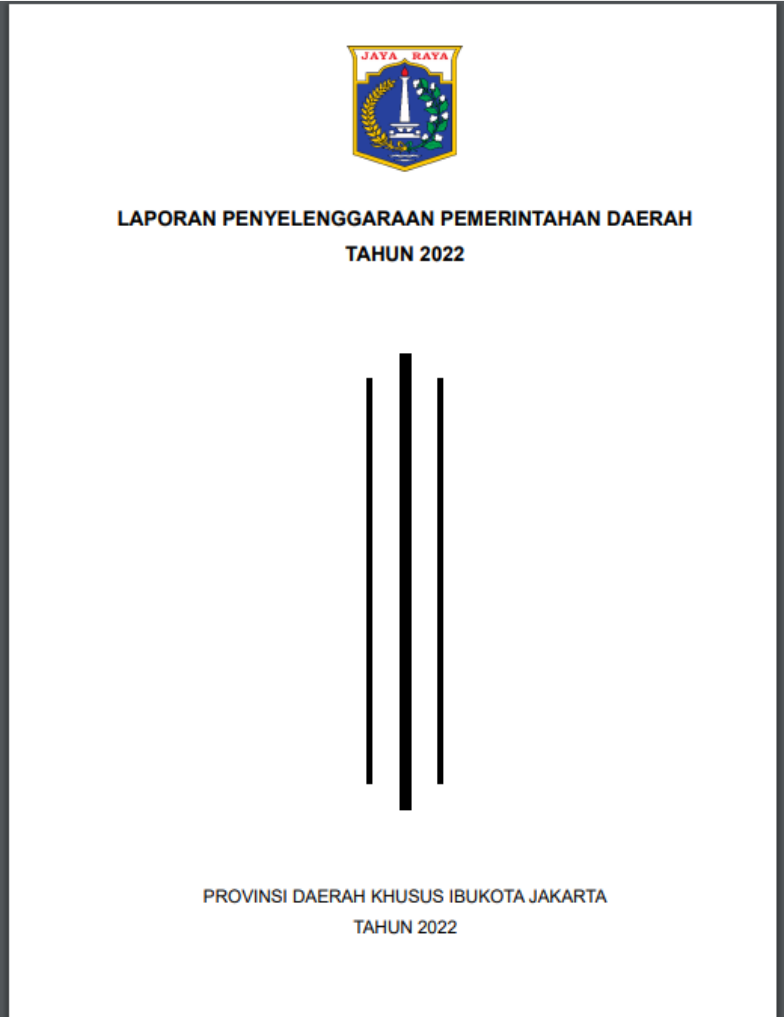 JAYA RAYA
LAPORAN PENYELENGGARAAN PEMERINTAHAN DAERAH
TAHUN 2022
PROVINSI DAERAH KHUSUS IBUKOTA JAKARTA
TAHUN 2022